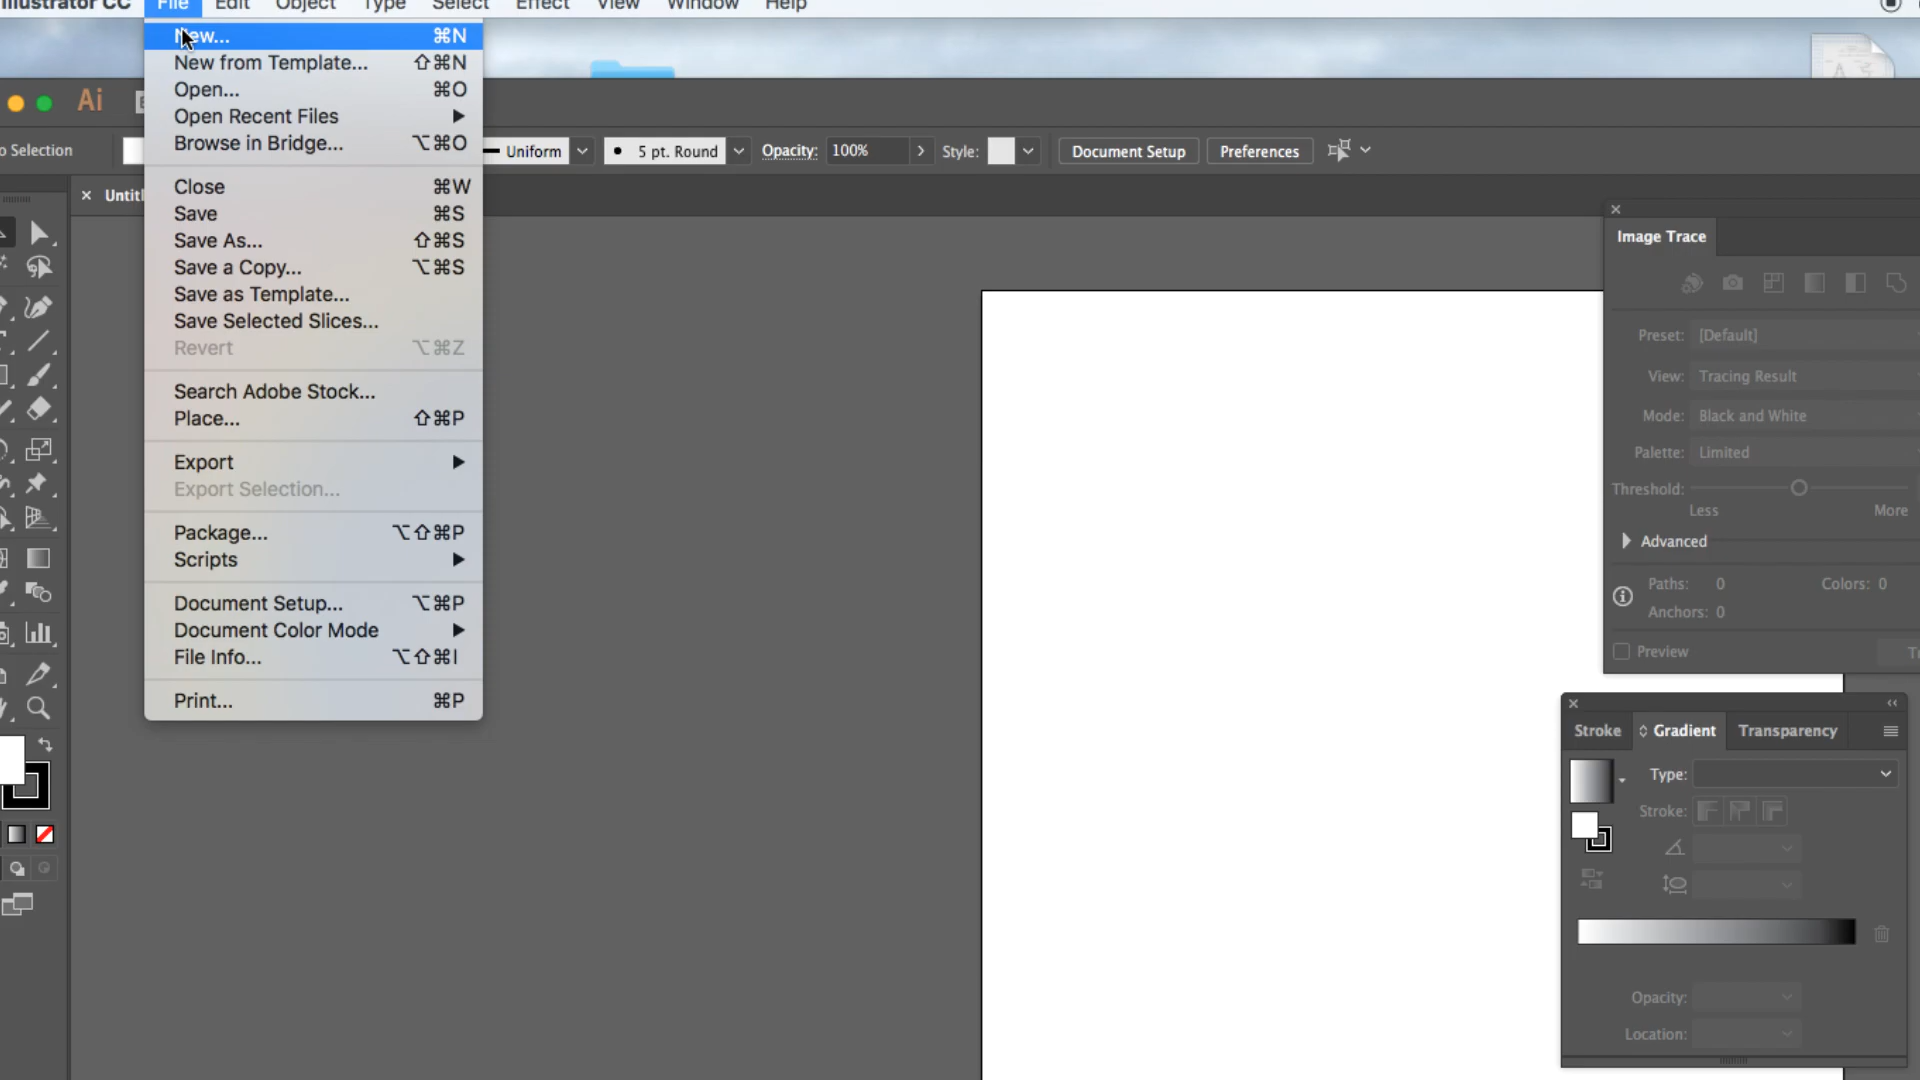 Illustrator CC File Edit Object Type Select Effect View Window Help
New... ⌘N
New from Template... ⇧⌘N
Open... ⌘O
Open Recent Files ▶
Browse in Bridge... ⌥⌘O
Close ⌘W
Save ⌘S
Save As... ⇧⌘S
Save a Copy... ⌥⌘S
Save as Template...
Save Selected Slices...
Revert ⌥⌘Z
Search Adobe Stock...
Place... ⇧⌘P
Export ▶
Export Selection...
Package... ⌥⇧⌘P
Scripts ▶
Document Setup... ⌥⌘P
Document Color Mode ▶
File Info... ⌥⇧⌘I
Print... ⌘P
Ai
o Selection
Uniform
5 pt. Round
Opacity: 100%
Style:
Document Setup
Preferences
× Untitl
Image Trace
Preset: [Default]
View: Tracing Result
Mode: Black and White
Palette: Limited
Threshold:
Less More
Advanced
Paths: 0 Colors: 0
Anchors: 0
Preview
Stroke Gradient Transparency
Type:
Stroke:
Opacity:
Location: